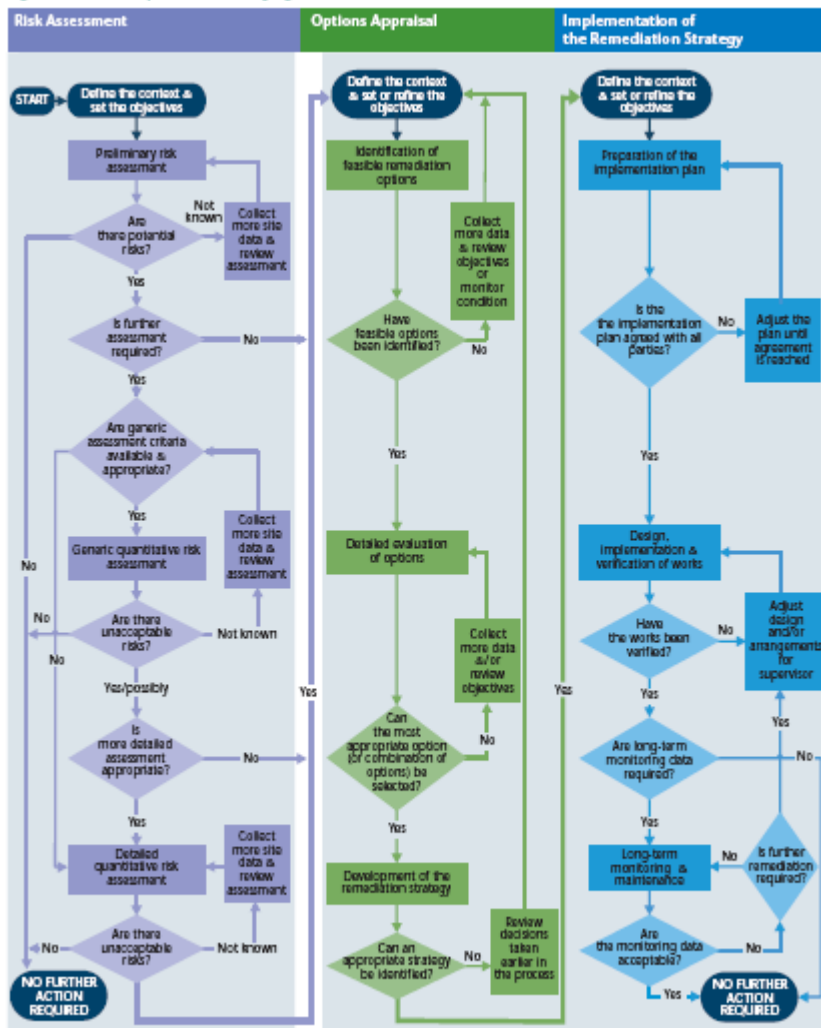 Risk Assessment
START
Define the context &
set the objectives
Preliminary risk
assessment
Are
there potential
risks?
Not
known
Collect
more site
data &
review
assessment
Yes
Is further
assessment
required?
No
Yes
Are generic
assessment criteria
available &
appropriate?
Yes
Generic quantitative risk
assessment
Collect
more site
data &
review
assessment
No
No
Are there
unacceptable
risks?
Not known
No
Yes/possibly
Is
more detailed
assessment
appropriate?
No
Yes
Detailed
quantitative risk
assessment
Collect
more site
data &
review
assessment
No
Are there
unacceptable
risks?
Not known
NO FURTHER
ACTION
REQUIRED
Yes
Options Appraisal
Define the context
& set or refine the
objectives
Identification of
feasible remediation
options
Collect
more data
& review
objectives
or
monitor
condition
Have
feasible options
been identified?
No
Yes
Detailed evaluation
of options
Collect
more data
&/or
review
objectives
Can
the most
appropriate option
(or combination of
options) be
selected?
No
Yes
Development of the
remediation strategy
Can an
appropriate strategy
be identified?
No
Review
decisions
taken
earlier in
the process
Yes
Implementation of
the Remediation Strategy
Define the context
& set or refine the
objectives
Preparation of the
implementation plan
Is the
the implementation
plan agreed with all
parties?
No
Adjust the
plan until
agreement
is reached
Yes
Design,
implementation &
verification of works
Have
the works been
verified?
No
Adjust
design
and/or
arrangements
for
supervisor
Yes
Yes
Are long-term
monitoring data
required?
No
Yes
Long-term
monitoring &
maintenance
No
Is further
remediation
required?
Are
the monitoring data
acceptable?
No
Yes
NO FURTHER
ACTION
REQUIRED